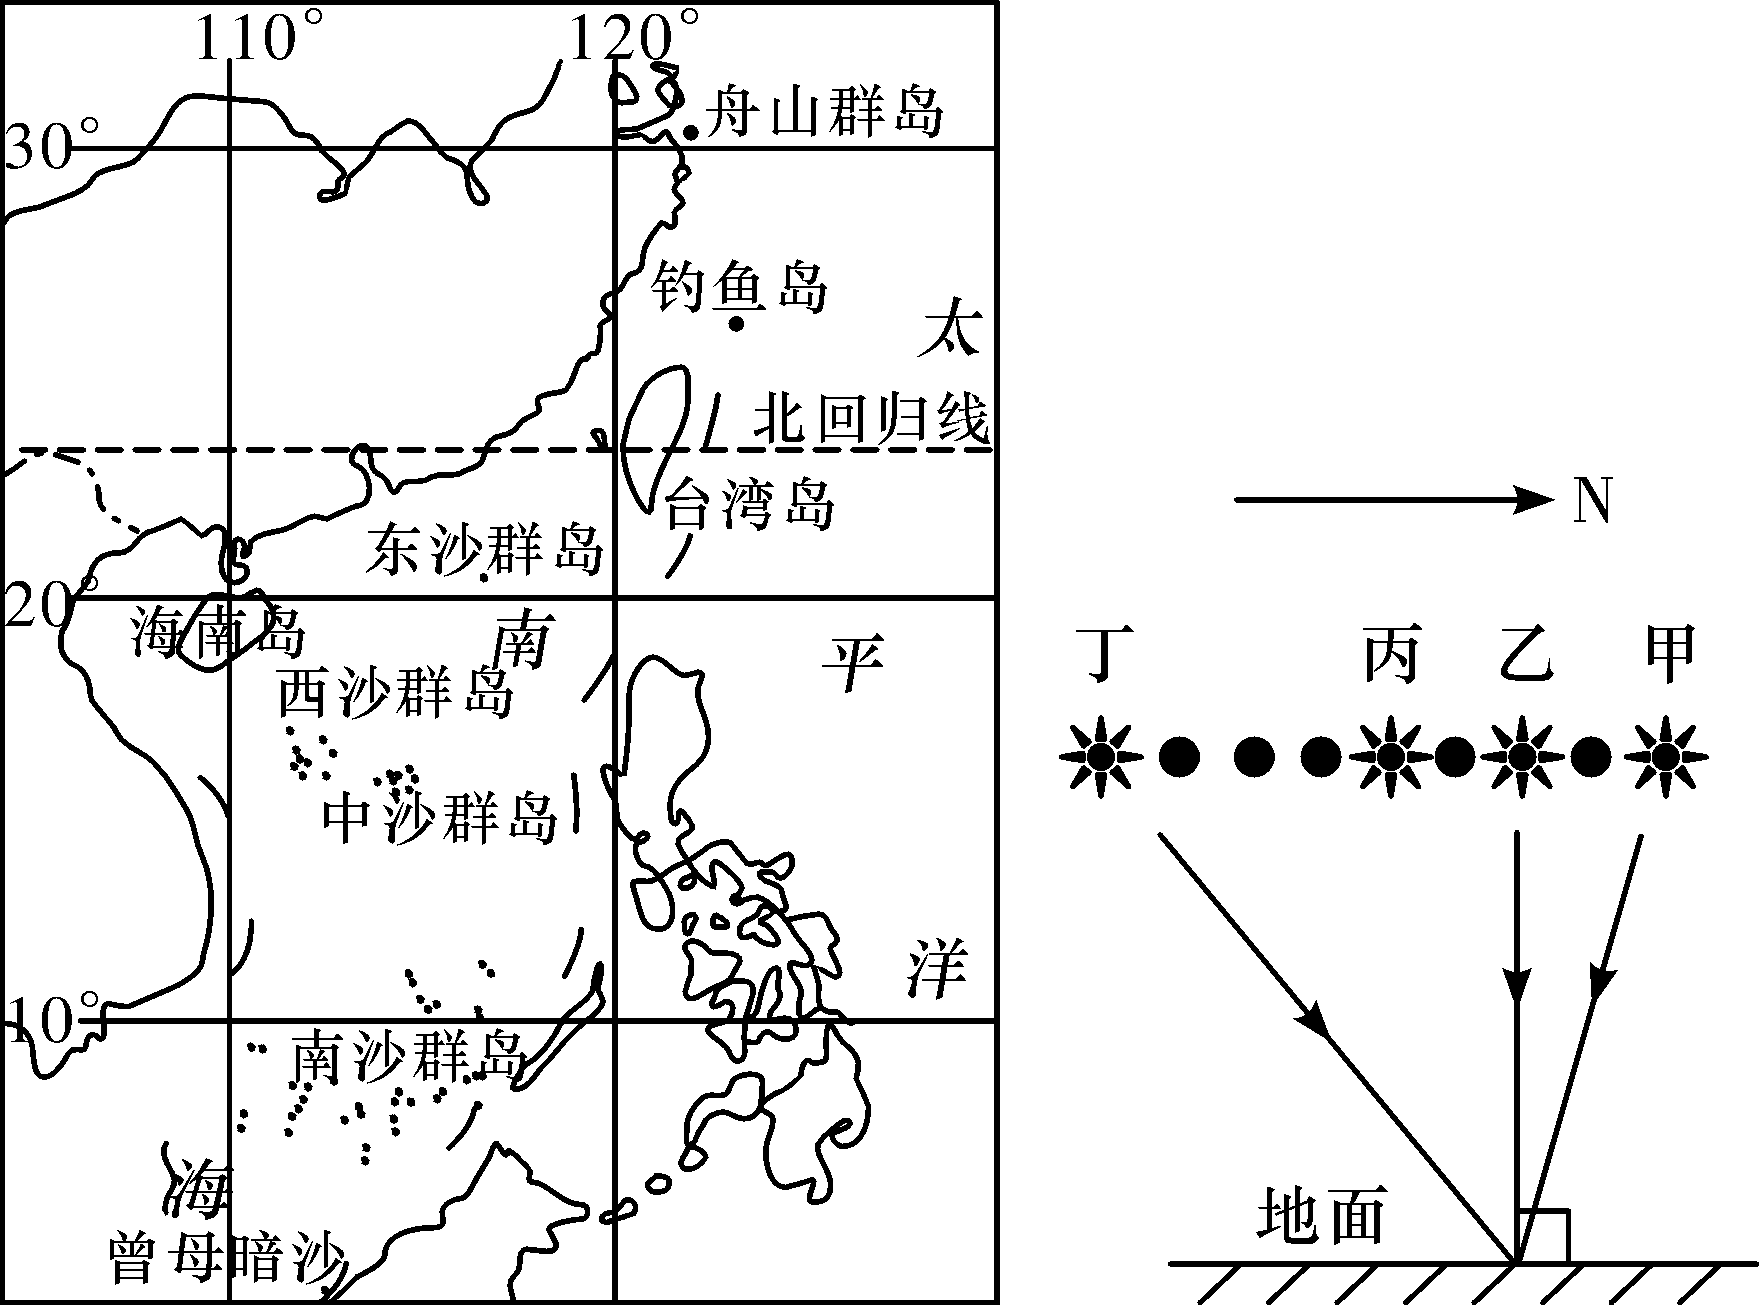 110°
120°
舟山群岛
30°
钓鱼岛
太
北回归线
台湾岛
东沙群岛
20°
海南岛
南
平
西沙群岛
中沙群岛
洋
10°
南沙群岛
海
曾母暗沙
N
丁 丙 乙 甲
地面